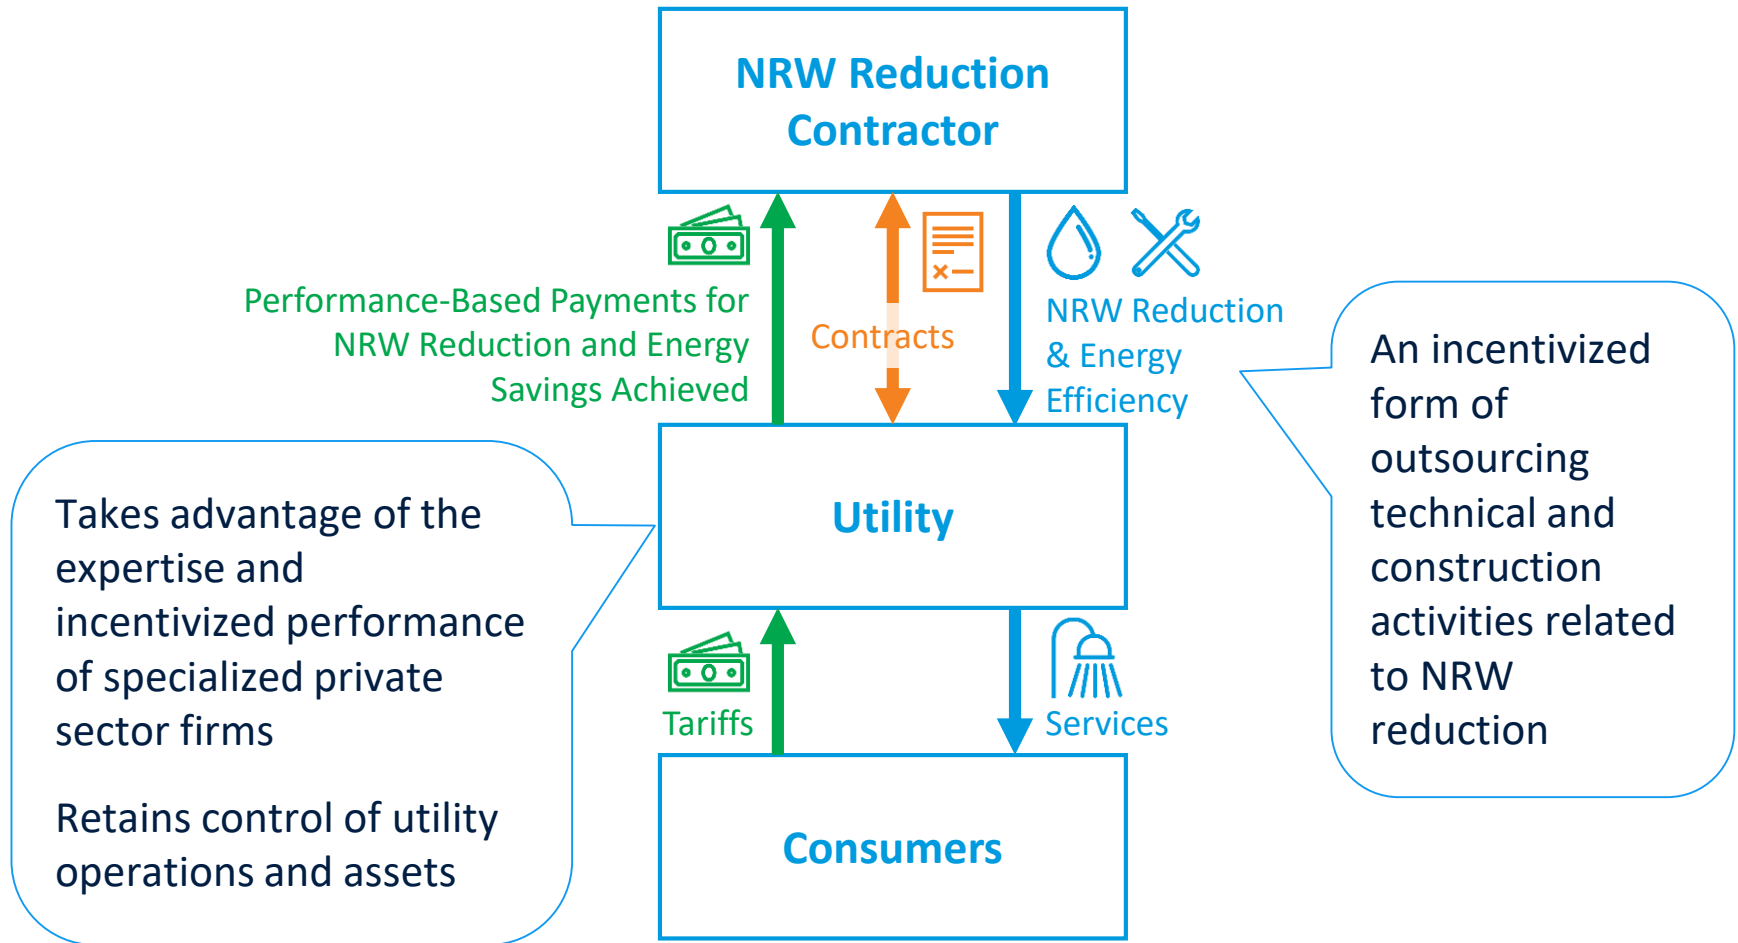 NRW Reduction
Contractor
Performance-Based Payments for
NRW Reduction and Energy
Savings Achieved
Contracts
NRW Reduction
& Energy
Efficiency
An incentivized
form of
outsourcing
technical and
construction
activities related
to NRW
reduction
Takes advantage of the
expertise and
incentivized performance
of specialized private
sector firms
Retains control of utility
operations and assets
Utility
Tariffs
Services
Consumers